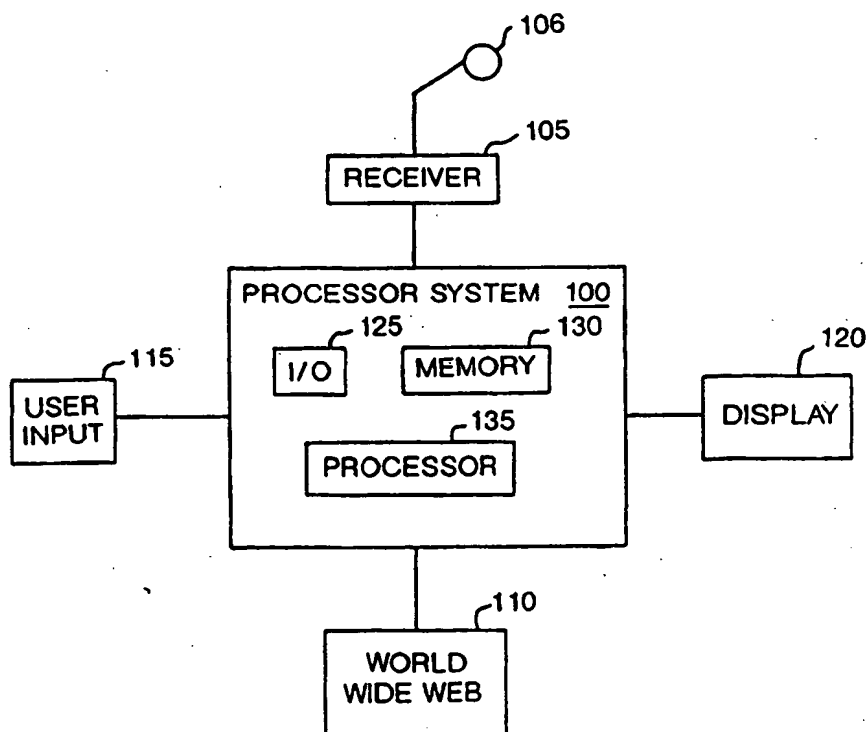 106
105
RECEIVER
PROCESSOR SYSTEM 100
125
130
I/O
MEMORY
115
120
USER
INPUT
DISPLAY
135
PROCESSOR
110
WORLD
WIDE WEB